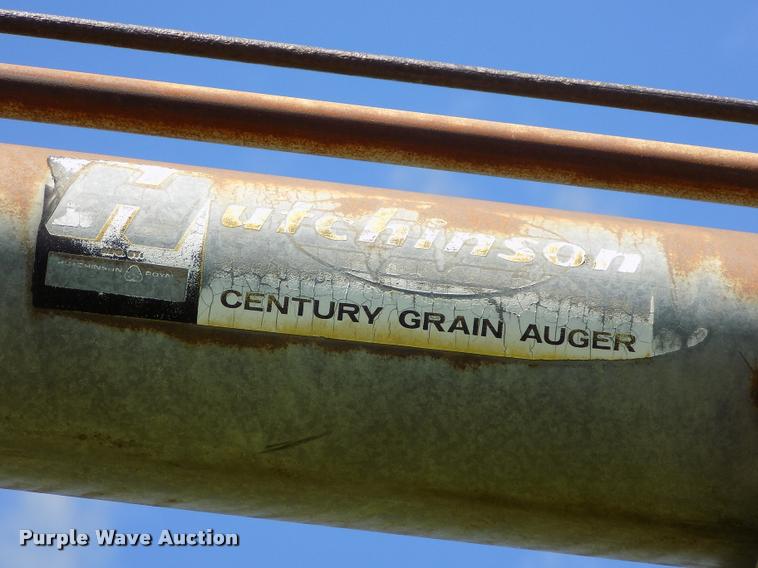 H
Hutchinson
CENTURY GRAIN AUGER
Purple Wave Auction